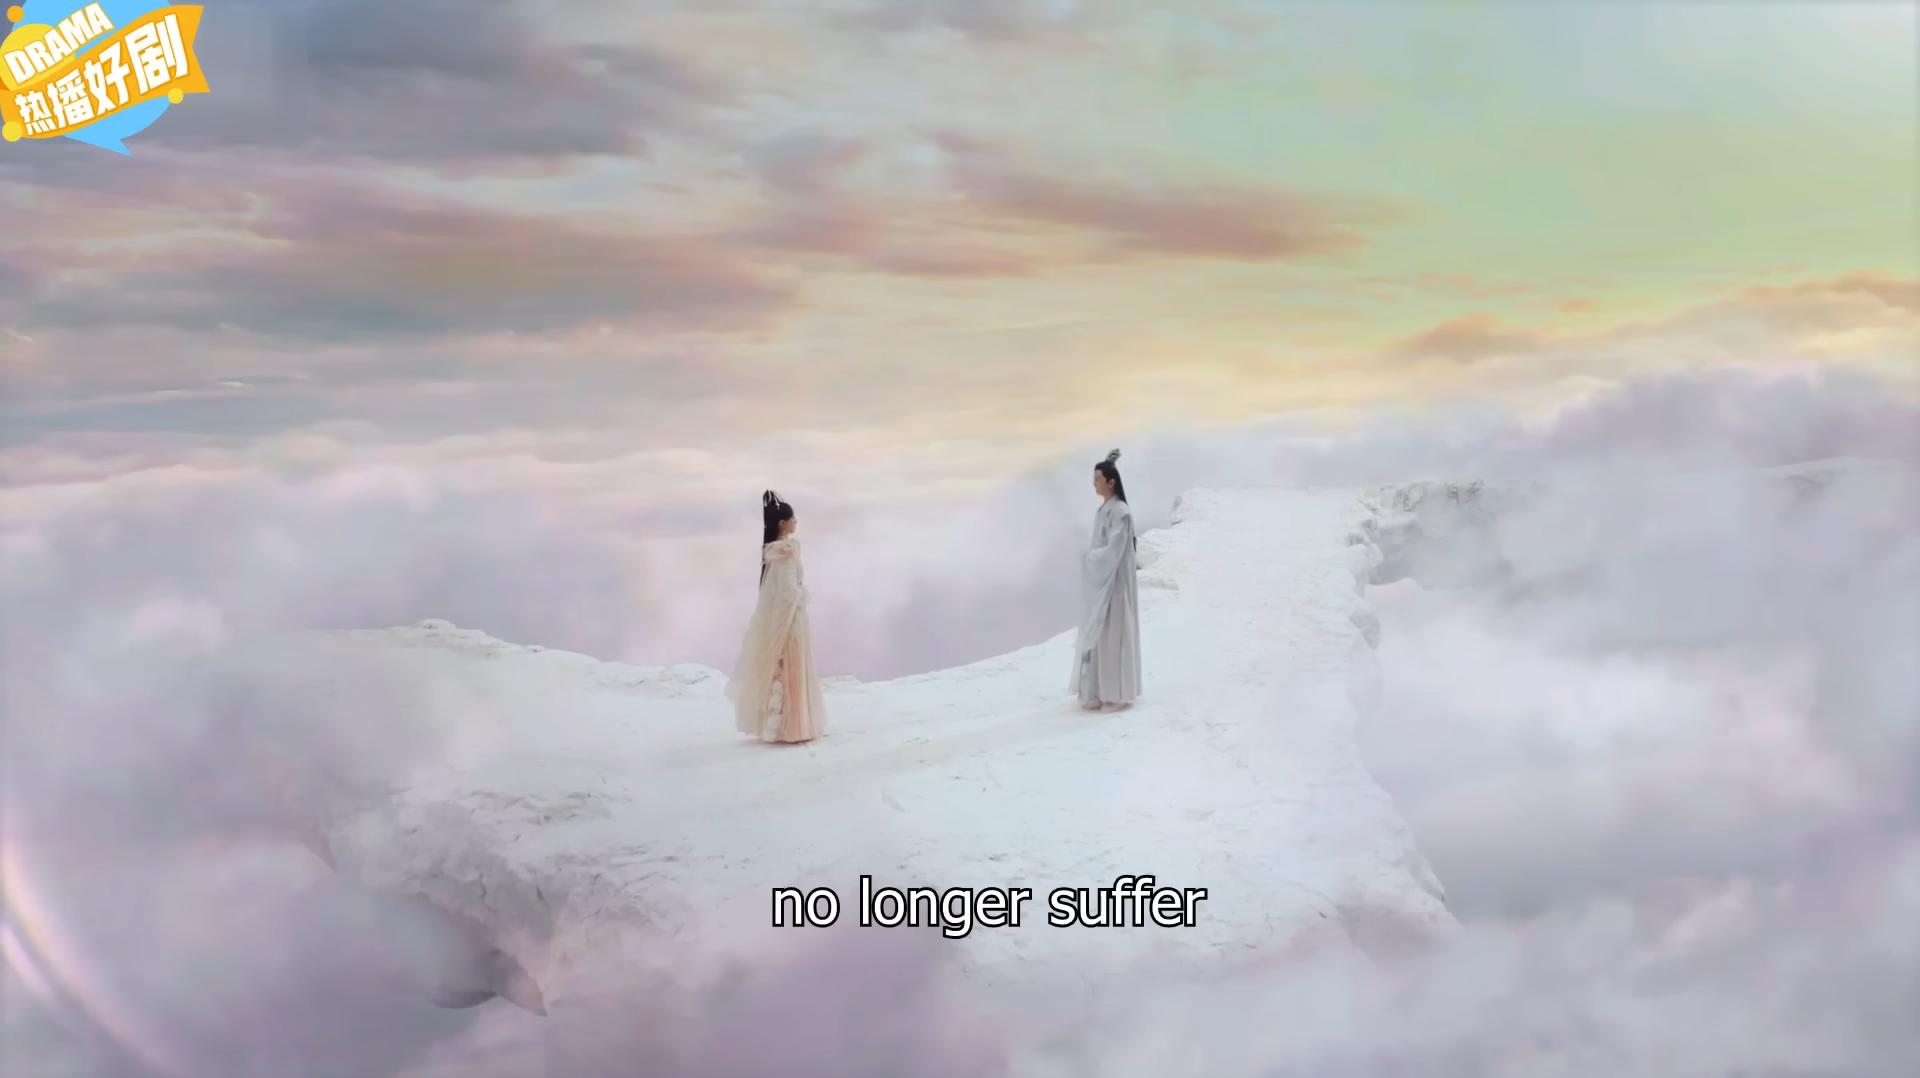 DRAMA
热播好剧
no longer suffer